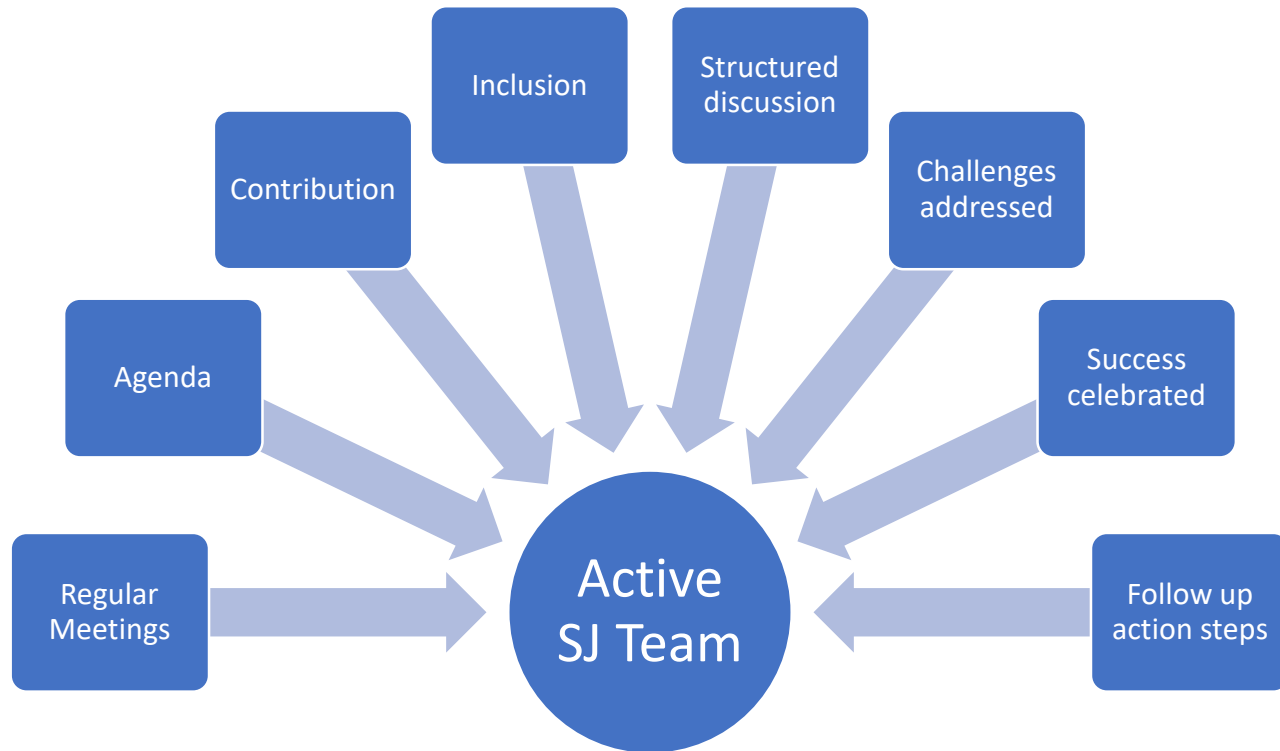 Regular
Meetings
Agenda
Contribution
Inclusion
Structured
discussion
Challenges
addressed
Success
celebrated
Follow up
action steps
Active
SJ Team